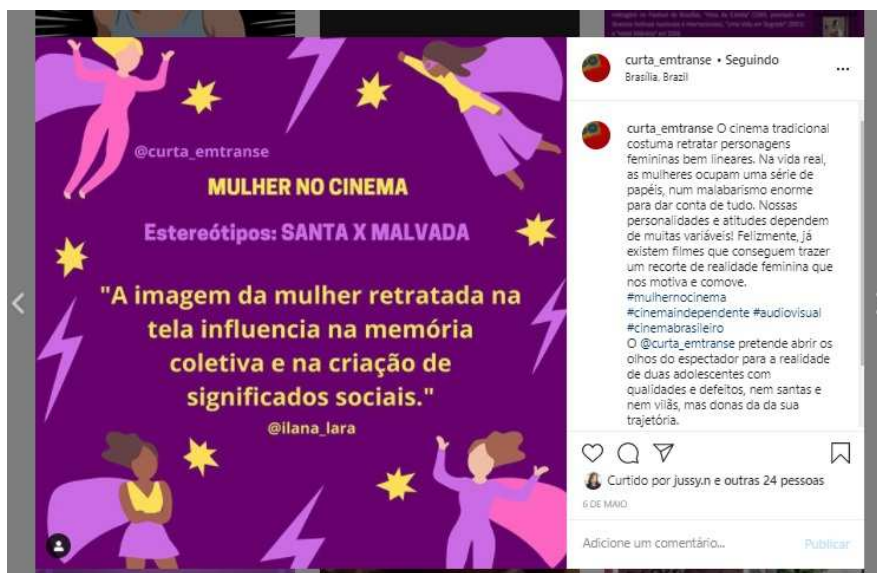 @curta_emtranse
MULHER NO CINEMA
Estereótipos: SANTA X MALVADA
"A imagem da mulher retratada na
tela influencia na memória
coletiva e na criação de
significados sociais."
@ilana_lara
curta_emtranse • Seguindo
Brasília, Brazil
curta_emtranse O cinema tradicional
costuma retratar personagens
femininas bem lineares. Na vida real,
as mulheres ocupam uma série de
papéis, num malabarismo enorme
para dar conta de tudo. Nossas
personalidades e atitudes dependem
de muitas variáveis! Felizmente, já
existem filmes que conseguem trazer
um recorte de realidade feminina que
nos motiva e comove.
#mulhernocinema
#cinemaindependente #audiovisual
#cinemabrasileiro
O @curta_emtranse pretende abrir os
olhos do espectador para a realidade
de duas adolescentes com
qualidades e defeitos, nem santas e
nem vilãs, mas donas da da sua
trajetória.
Curtido por jussy.n e outras 24 pessoas
6 DE MAIO
Adicione um comentário...
Publicar